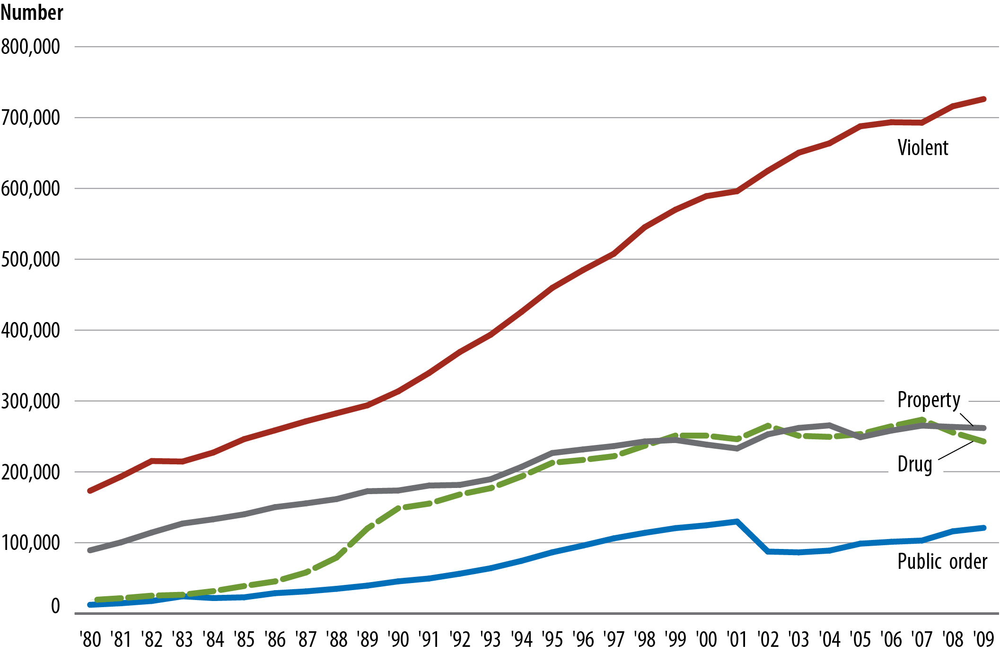 Number
800,000
700,000
600,000
500,000
400,000
300,000
200,000
100,000
0
Violent
Property
Drug
Public order
'80 '81 '82 '83 '84 '85 '86 '87 '88 '89 '90 '91 '92 '93 '94 '95 '96 '97 '98 '99 '00 '01 '02 '03 '04 '05 '06 '07 '08 '09